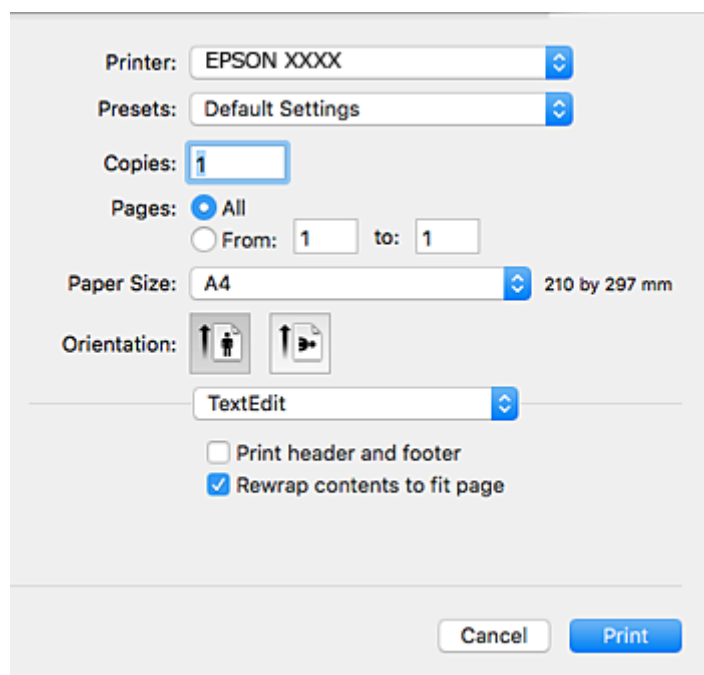 Printer: EPSON XXXX
Presets: Default Settings
Copies: 1
Pages: All
From: 1 to: 1
Paper Size: A4 210 by 297 mm
Orientation:
TextEdit
Print header and footer
Rewrap contents to fit page
Cancel Print